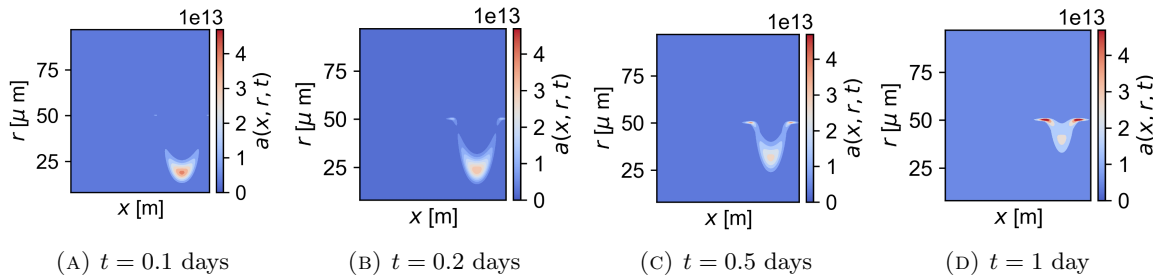 1e13
75
50
25
r [μ m]
x [m]
4
3
2
1
0
a(x, r, t)
(A) t = 0.1 days
1e13
75
50
25
r [μ m]
x [m]
4
3
2
1
0
a(x, r, t)
(B) t = 0.2 days
1e13
75
50
25
r [μ m]
x [m]
4
3
2
1
0
a(x, r, t)
(C) t = 0.5 days
1e13
75
50
25
r [μ m]
x [m]
4
3
2
1
0
a(x, r, t)
(D) t = 1 day